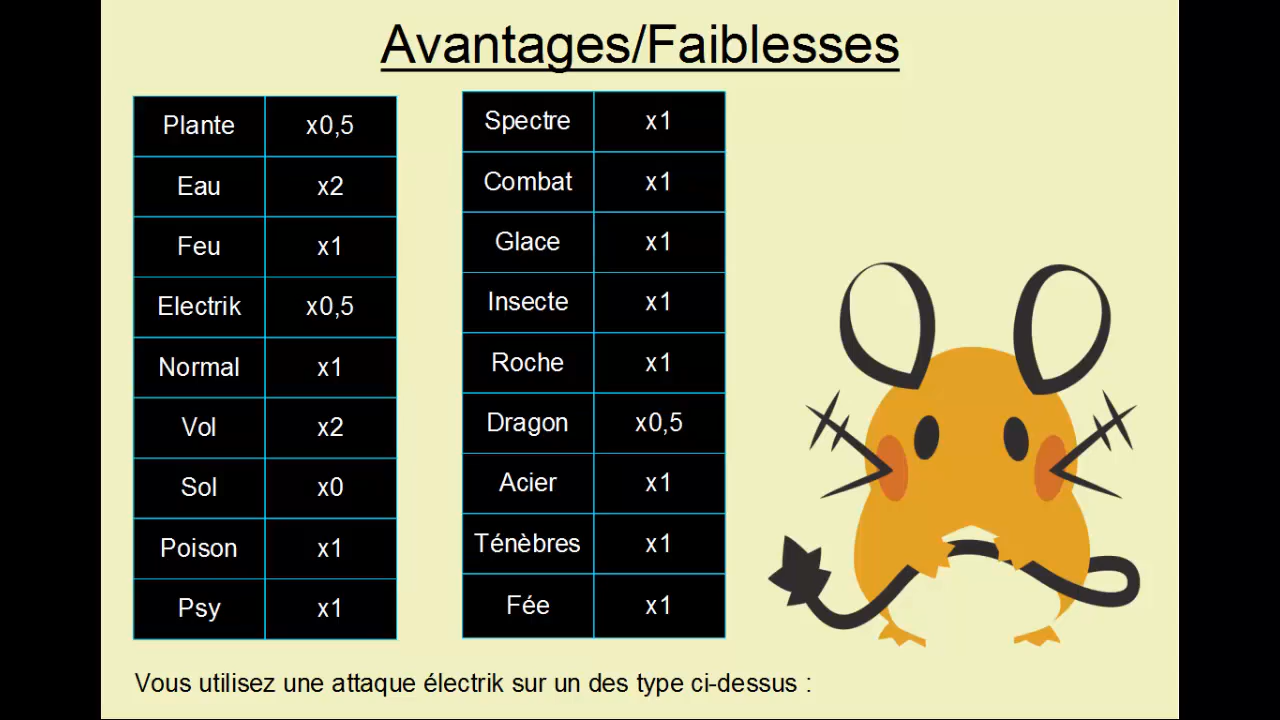 Avantages/Faiblesses
Plante x0,5
Eau x2
Feu x1
Electrik x0,5
Normal x1
Vol x2
Sol x0
Poison x1
Psy x1
Spectre x1
Combat x1
Glace x1
Insecte x1
Roche x1
Dragon x0,5
Acier x1
Ténèbres x1
Fée x1
Vous utilisez une attaque électrik sur un des type ci-dessus :